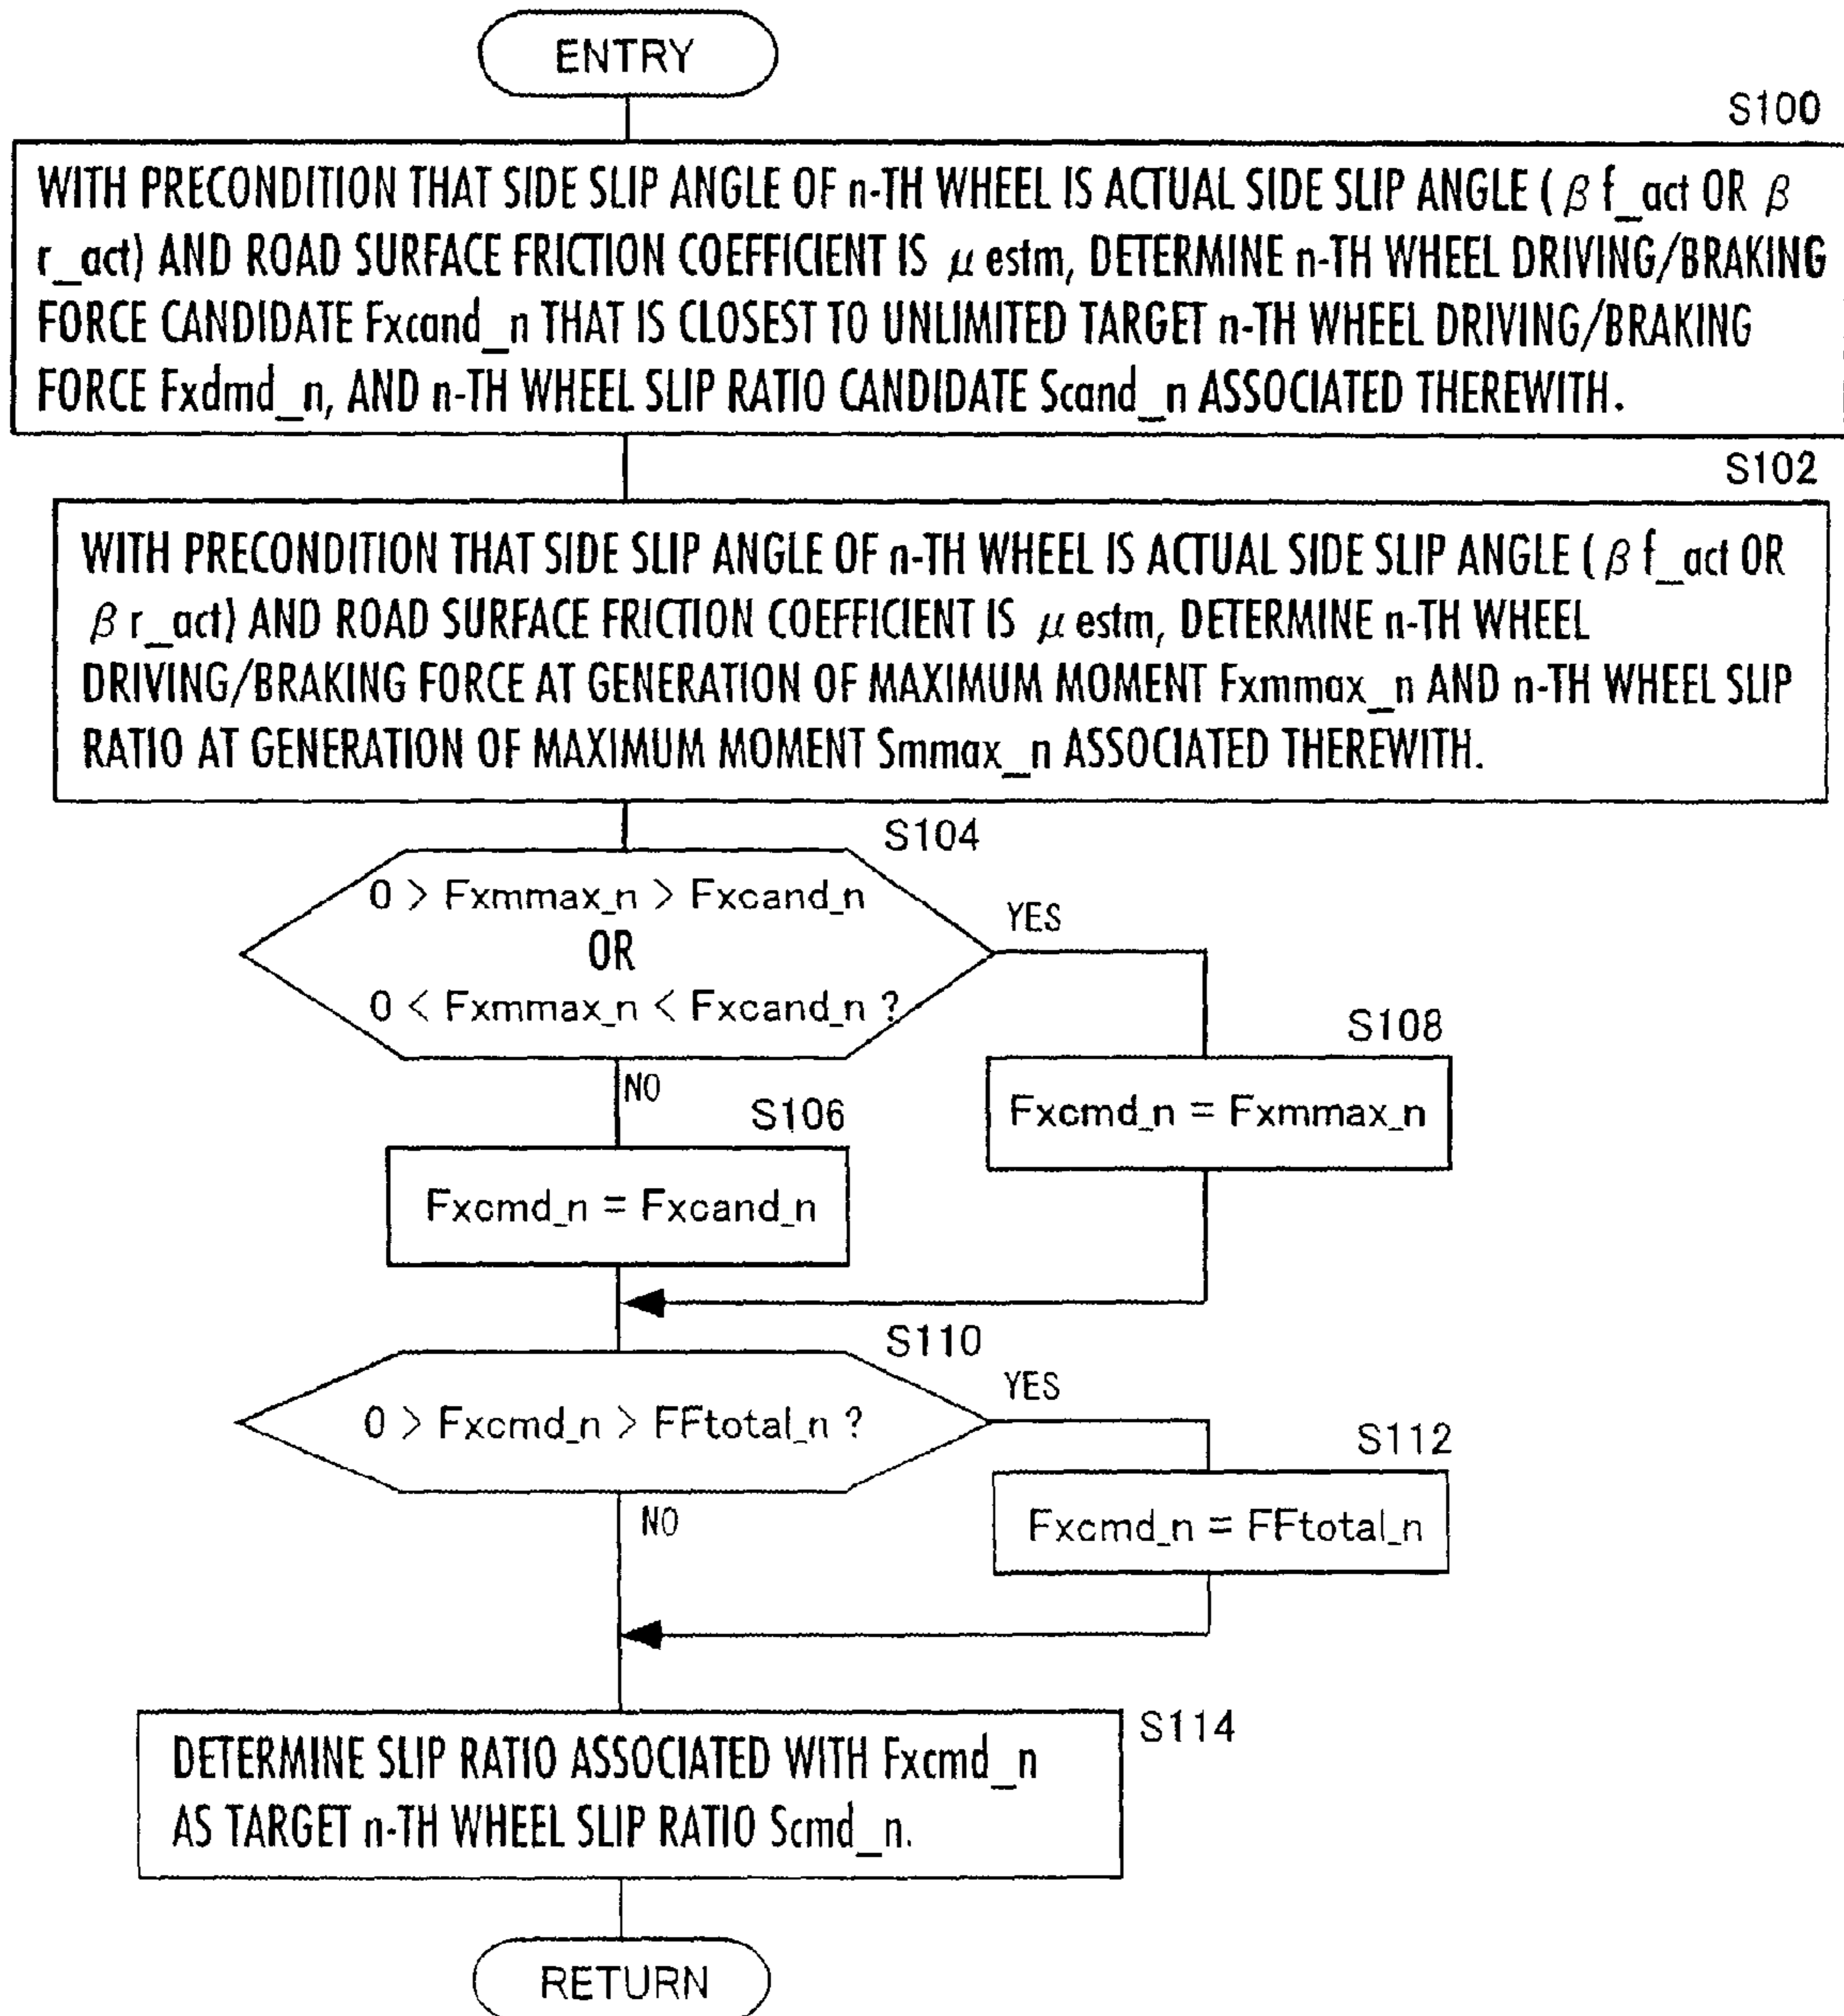 ENTRY
S100
WITH PRECONDITION THAT SIDE SLIP ANGLE OF n-TH WHEEL IS ACTUAL SIDE SLIP ANGLE ( β f_act OR β
r_act) AND ROAD SURFACE FRICTION COEFFICIENT IS μ estm, DETERMINE n-TH WHEEL DRIVING/BRAKING
FORCE CANDIDATE Fxcand_n THAT IS CLOSEST TO UNLIMITED TARGET n-TH WHEEL DRIVING/BRAKING
FORCE Fxdmd_n, AND n-TH WHEEL SLIP RATIO CANDIDATE Scand_n ASSOCIATED THEREWITH.
S102
WITH PRECONDITION THAT SIDE SLIP ANGLE OF n-TH WHEEL IS ACTUAL SIDE SLIP ANGLE ( β f_act OR
β r_act) AND ROAD SURFACE FRICTION COEFFICIENT IS μ estm, DETERMINE n-TH WHEEL
DRIVING/BRAKING FORCE AT GENERATION OF MAXIMUM MOMENT Fxmmax_n AND n-TH WHEEL SLIP
RATIO AT GENERATION OF MAXIMUM MOMENT Smmax_n ASSOCIATED THEREWITH.
S104
0 > Fxmmax_n > Fxcand_n
OR
0 < Fxmmax_n < Fxcand_n ?
YES
NO
S108
Fxcmd_n = Fxmmax_n
S106
Fxcmd_n = Fxcand_n
S110
0 > Fxcmd_n > FFtotal_n ?
YES
NO
S112
Fxcmd_n = FFtotal_n
S114
DETERMINE SLIP RATIO ASSOCIATED WITH Fxcmd_n
AS TARGET n-TH WHEEL SLIP RATIO Scmd_n.
RETURN